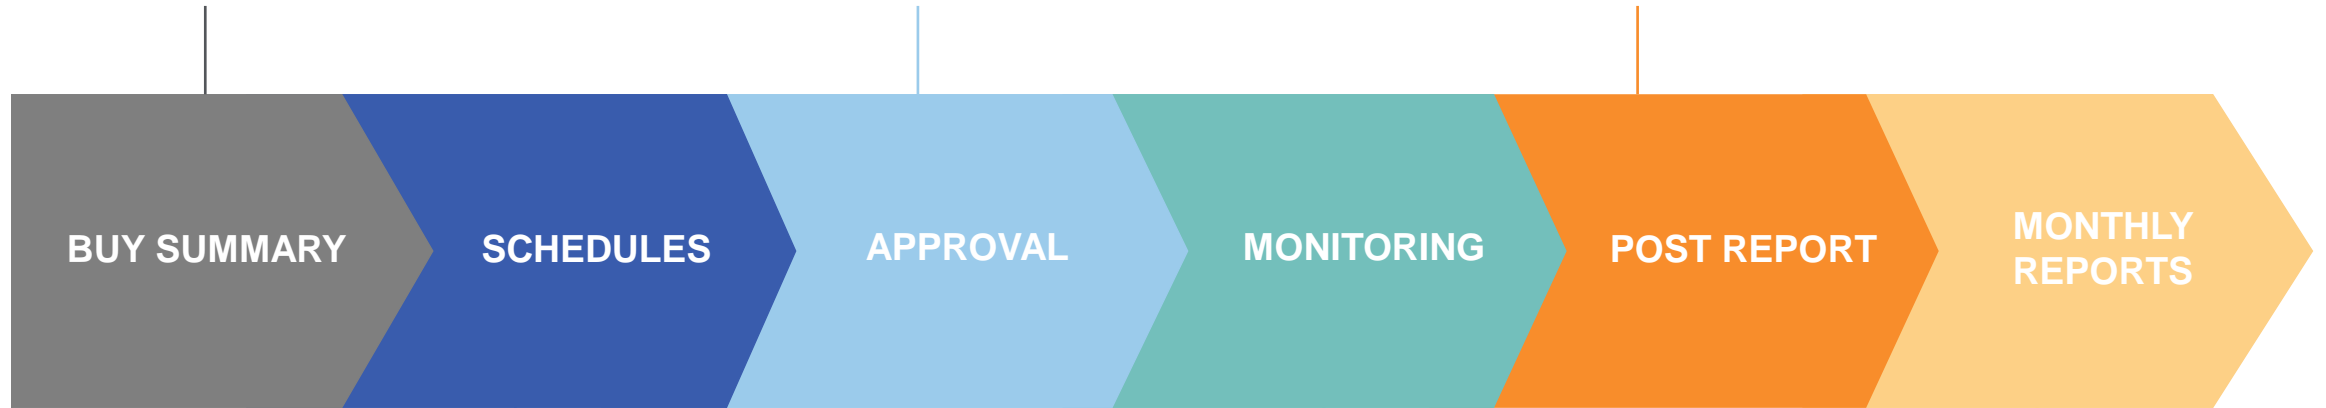 BUY SUMMARY
SCHEDULES
APPROVAL
MONITORING
POST REPORT
MONTHLY
REPORTS